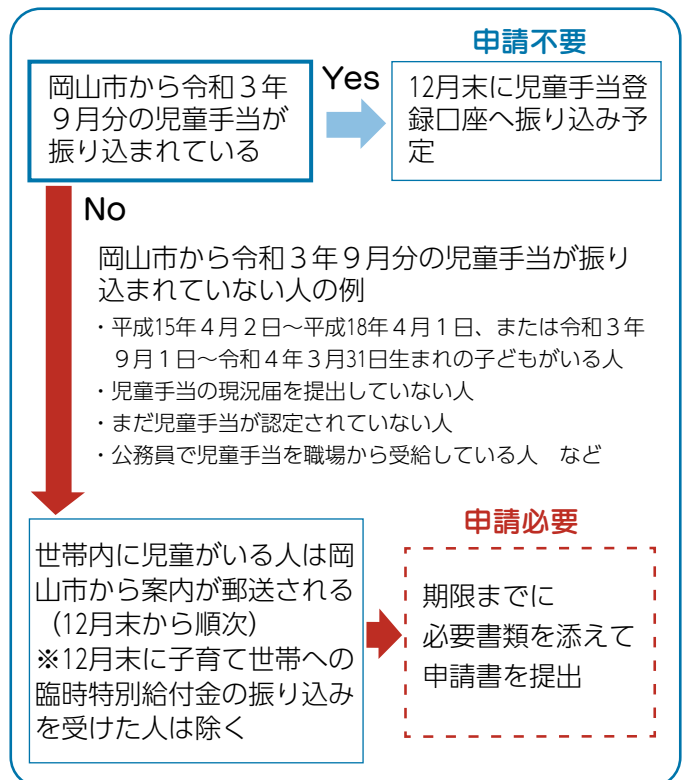 申請不要
岡山市から令和３年
９月分の児童手当が
振り込まれている
Yes
12月末に児童手当登
録口座へ振り込み予
定
No
岡山市から令和３年９月分の児童手当が振り
込まれていない人の例
・平成15年４月２日～平成18年４月１日、または令和３年
９月１日～令和４年３月31日生まれの子どもがいる人
・児童手当の現況届を提出していない人
・まだ児童手当が認定されていない人
・公務員で児童手当を職場から受給している人　など
世帯内に児童がいる人は岡
山市から案内が郵送される
（12月末から順次）
※12月末に子育て世帯への
臨時特別給付金の振り込み
を受けた人は除く
申請必要
期限までに
必要書類を添えて
申請書を提出